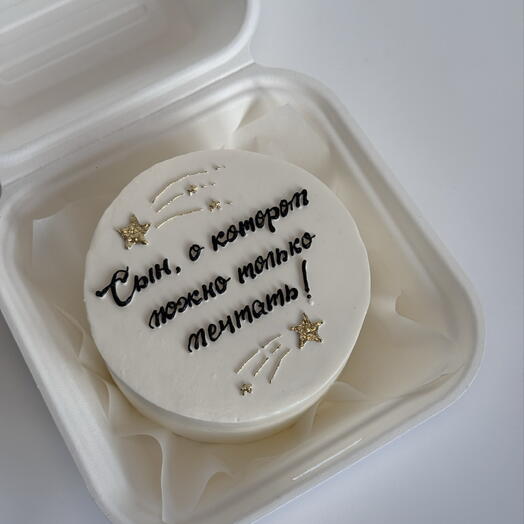 Сын, о котором
можно только
мечтать!